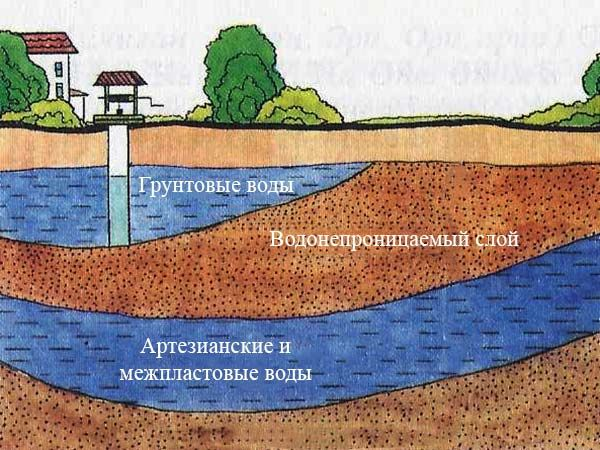 Грунтовые воды
Водонепроницаемый слой
Артезианские и
межпластовые воды